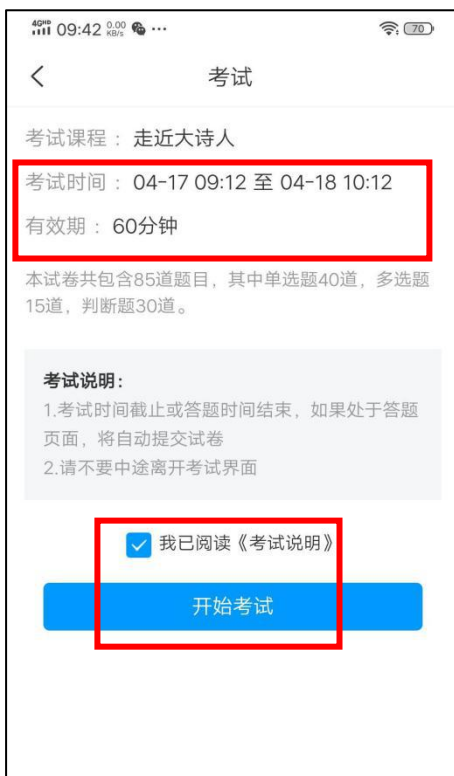 4GHD 09:42 0.00 KB/s ··· 70
考试
考试课程：走近大诗人
考试时间：04-17 09:12 至 04-18 10:12
有效期：60分钟
本试卷共包含85道题目，其中单选题40道，多选题
15道，判断题30道。
考试说明：
1.考试时间截止或答题时间结束，如果处于答题
页面，将自动提交试卷
2.请不要中途离开考试界面
我已阅读《考试说明》
开始考试